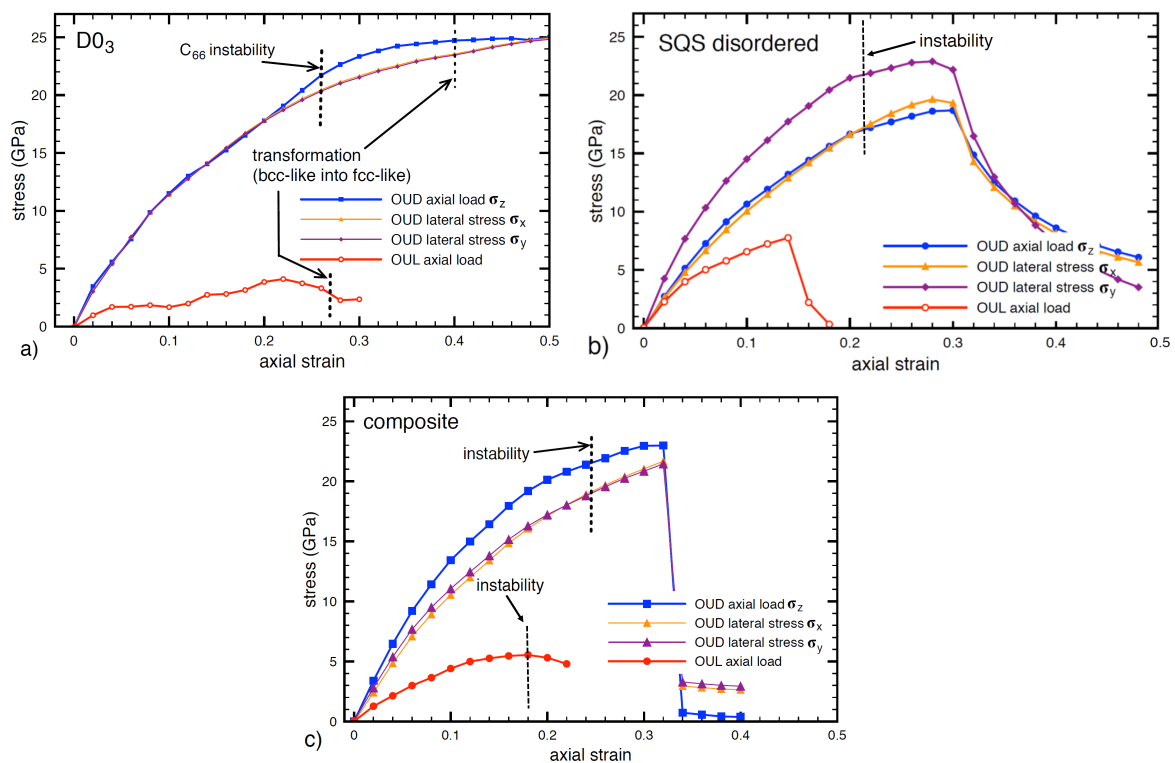 D0₃
C₆₆ instability
transformation
(bcc-like into fcc-like)
OUD axial load σz
OUD lateral stress σx
OUD lateral stress σy
OUL axial load
stress (GPa)
25
20
15
10
5
0
0 0.1 0.2 0.3 0.4 0.5
axial strain
a)
SQS disordered
instability
OUD axial load σz
OUD lateral stress σx
OUD lateral stress σy
OUL axial load
stress (GPa)
25
20
15
10
5
0
0 0.1 0.2 0.3 0.4 0.5
axial strain
b)
composite
instability
instability
OUD axial load σz
OUD lateral stress σx
OUD lateral stress σy
OUL axial load
stress (GPa)
25
20
15
10
5
0
0 0.1 0.2 0.3 0.4 0.5
axial strain
c)